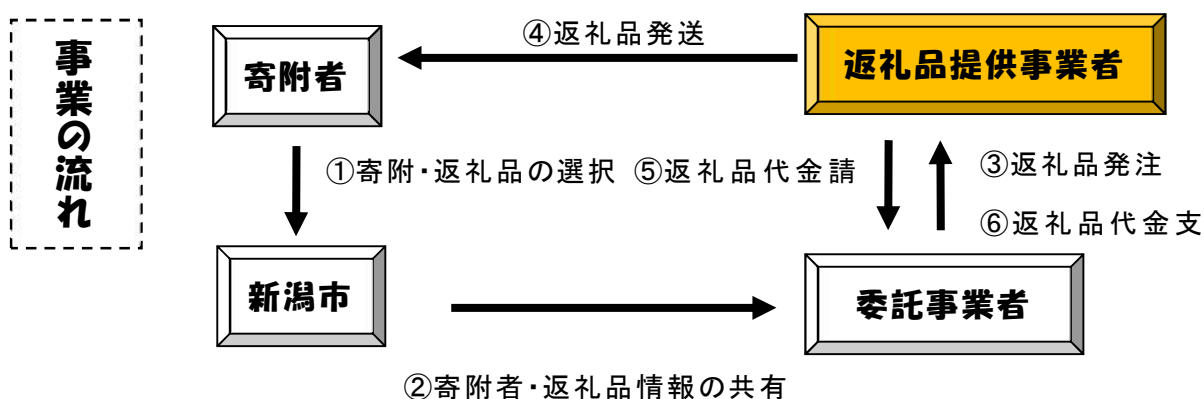 事業の流れ
④返礼品発送
寄附者
返礼品提供事業者
①寄附・返礼品の選択
⑤返礼品代金請
③返礼品発注
⑥返礼品代金支
新潟市
委託事業者
②寄附者・返礼品情報の共有